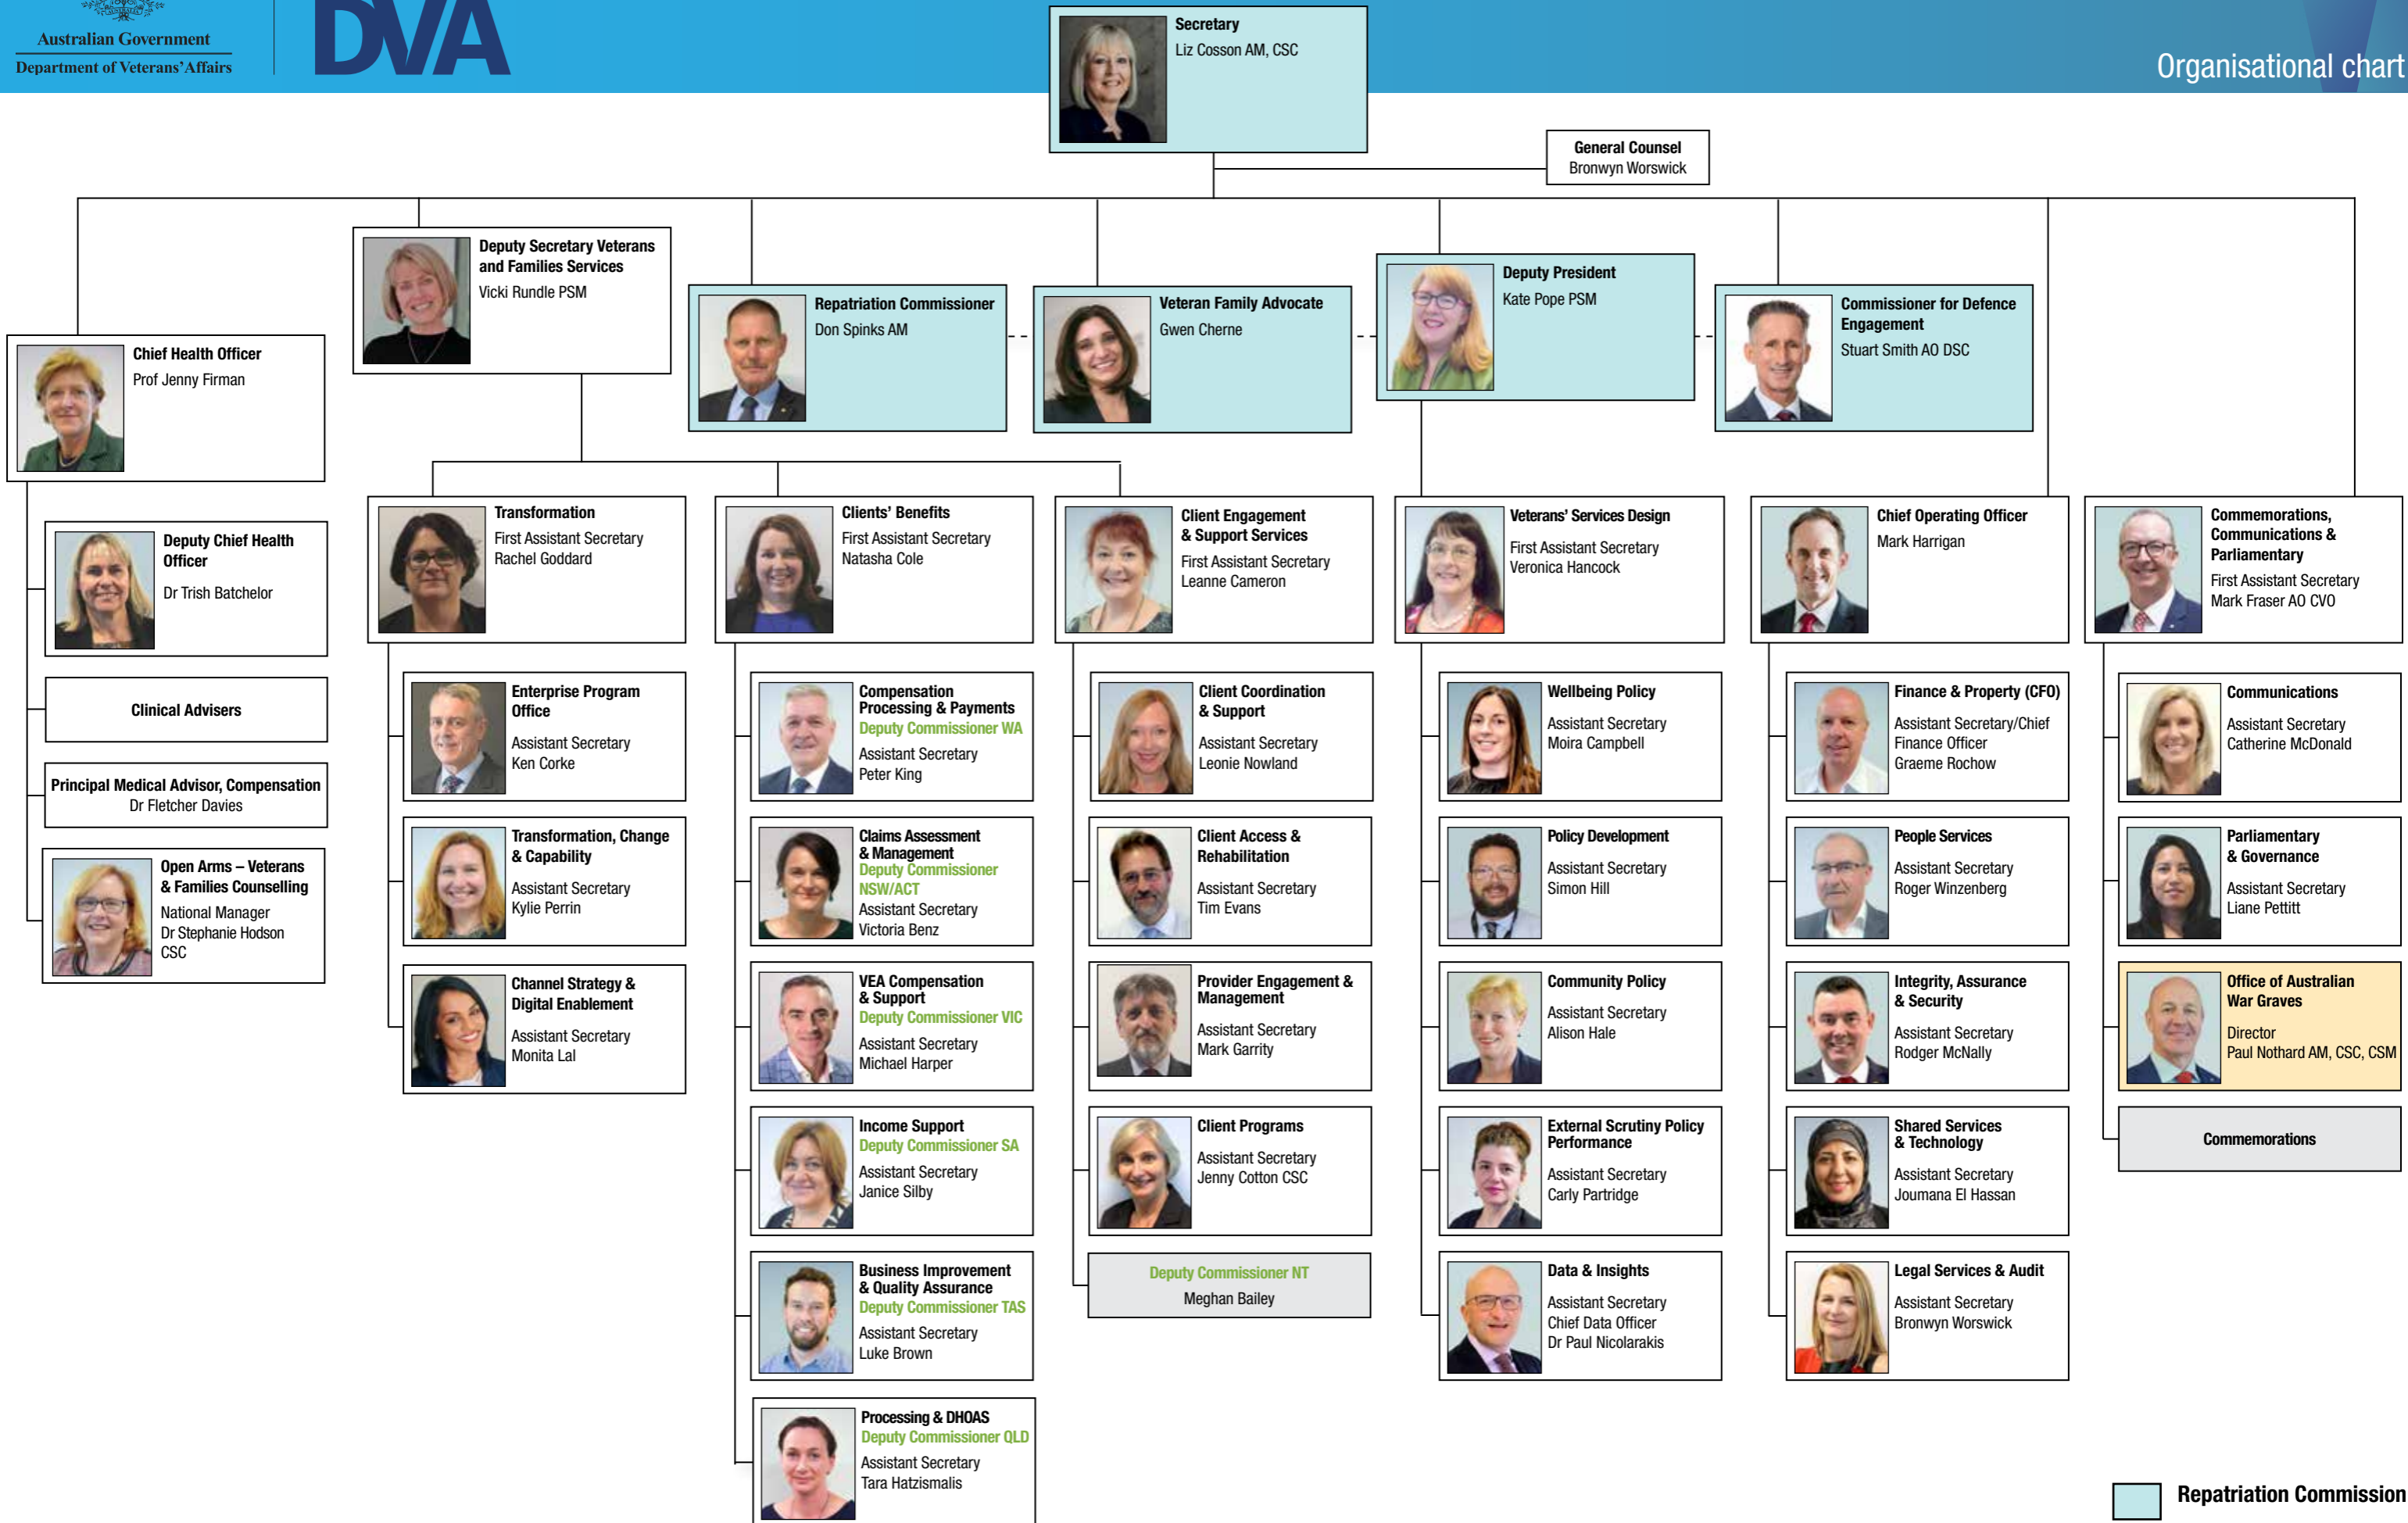 Australian Government
Department of Veterans' Affairs
DVA
Organisational chart
Secretary
Liz Cosson AM, CSC
General Counsel
Bronwyn Worswick
Deputy Secretary Veterans
and Families Services
Vicki Rundle PSM
Repatriation Commissioner
Don Spinks AM
Veteran Family Advocate
Gwen Cherne
Deputy President
Kate Pope PSM
Commissioner for Defence
Engagement
Stuart Smith AO DSC
Chief Health Officer
Prof Jenny Firman
Deputy Chief Health
Officer
Dr Trish Batchelor
Clinical Advisers
Principal Medical Advisor, Compensation
Dr Fletcher Davies
Open Arms – Veterans
& Families Counselling
National Manager
Dr Stephanie Hodson
CSC
Transformation
First Assistant Secretary
Rachel Goddard
Enterprise Program
Office
Assistant Secretary
Ken Corke
Transformation, Change
& Capability
Assistant Secretary
Kylie Perrin
Channel Strategy &
Digital Enablement
Assistant Secretary
Monita Lal
Clients' Benefits
First Assistant Secretary
Natasha Cole
Compensation
Processing & Payments
Deputy Commissioner WA
Assistant Secretary
Peter King
Claims Assessment
& Management
Deputy Commissioner
NSW/ACT
Assistant Secretary
Victoria Benz
VEA Compensation
& Support
Deputy Commissioner VIC
Assistant Secretary
Michael Harper
Income Support
Deputy Commissioner SA
Assistant Secretary
Janice Silby
Business Improvement
& Quality Assurance
Deputy Commissioner TAS
Assistant Secretary
Luke Brown
Processing & DHOAS
Deputy Commissioner QLD
Assistant Secretary
Tara Hatzismalis
Client Engagement
& Support Services
First Assistant Secretary
Leanne Cameron
Client Coordination
& Support
Assistant Secretary
Leonie Nowland
Client Access &
Rehabilitation
Assistant Secretary
Tim Evans
Provider Engagement &
Management
Assistant Secretary
Mark Garrity
Client Programs
Assistant Secretary
Jenny Cotton CSC
Deputy Commissioner NT
Meghan Bailey
Veterans' Services Design
First Assistant Secretary
Veronica Hancock
Wellbeing Policy
Assistant Secretary
Moira Campbell
Policy Development
Assistant Secretary
Simon Hill
Community Policy
Assistant Secretary
Alison Hale
External Scrutiny Policy
Performance
Assistant Secretary
Carly Partridge
Data & Insights
Assistant Secretary
Chief Data Officer
Dr Paul Nicolarakis
Chief Operating Officer
Mark Harrigan
Finance & Property (CFO)
Assistant Secretary/Chief
Finance Officer
Graeme Rochow
People Services
Assistant Secretary
Roger Winzenberg
Integrity, Assurance
& Security
Assistant Secretary
Rodger McNally
Shared Services
& Technology
Assistant Secretary
Joumana El Hassan
Legal Services & Audit
Assistant Secretary
Bronwyn Worswick
Commemorations,
Communications &
Parliamentary
First Assistant Secretary
Mark Fraser AO CVO
Communications
Assistant Secretary
Catherine McDonald
Parliamentary
& Governance
Assistant Secretary
Liane Pettitt
Office of Australian
War Graves
Director
Paul Nothard AM, CSC, CSM
Commemorations
Repatriation Commission